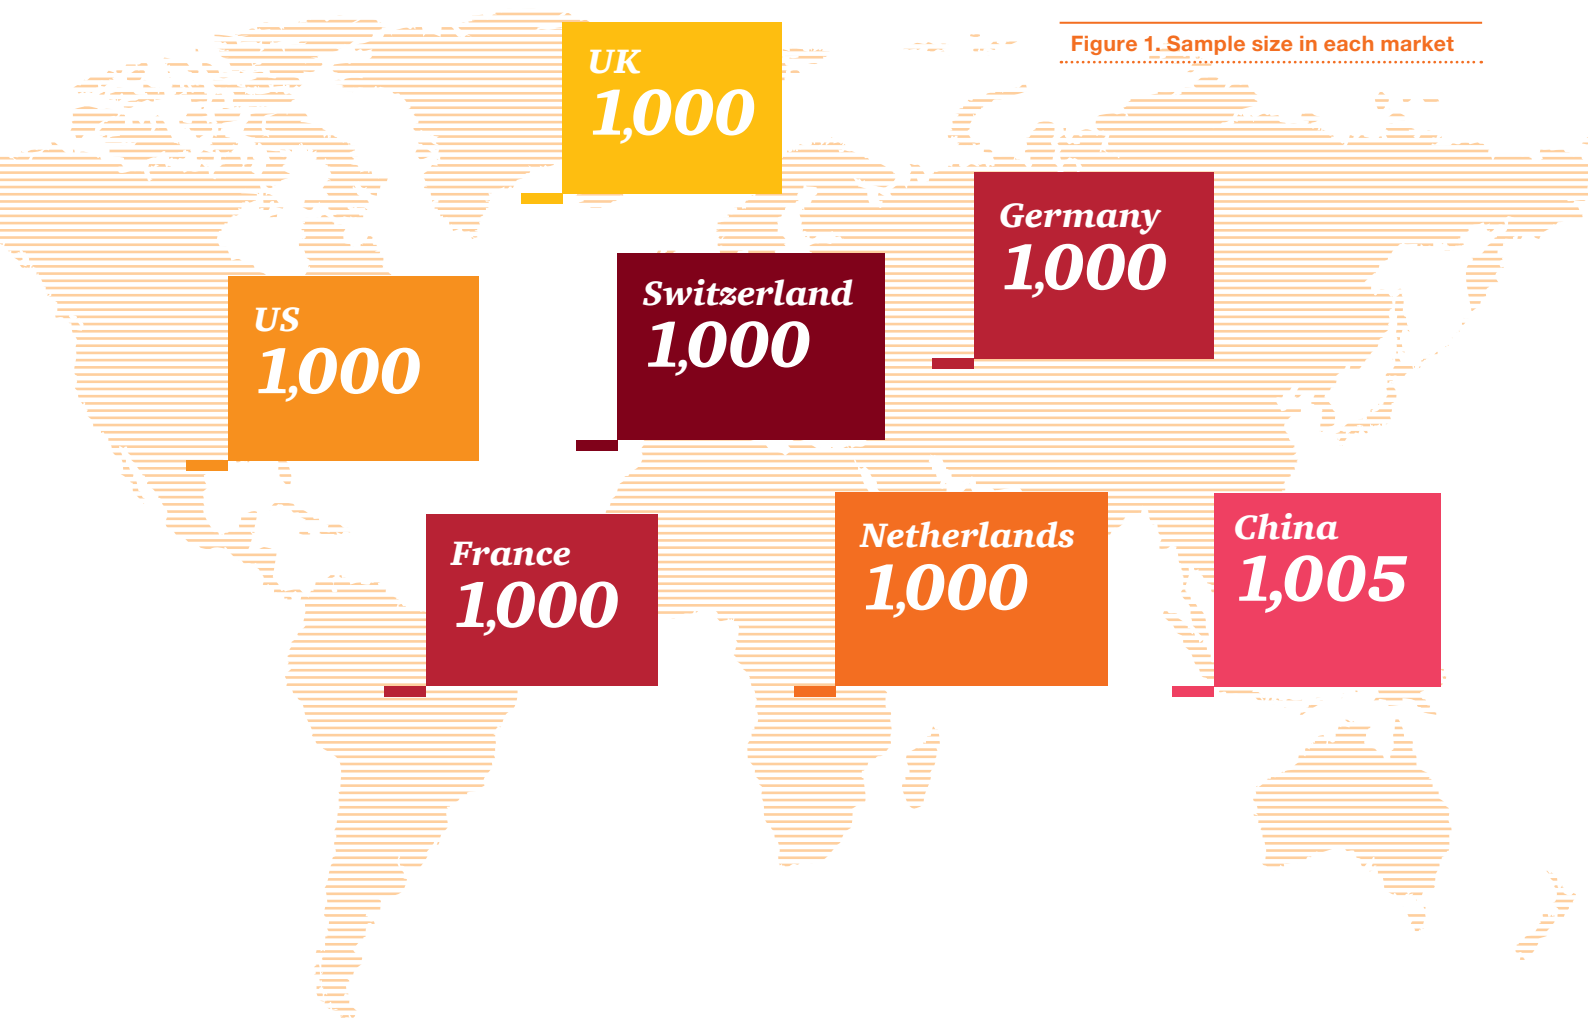 Figure 1. Sample size in each market
UK
1,000
Germany
1,000
Switzerland
1,000
US
1,000
France
1,000
Netherlands
1,000
China
1,005